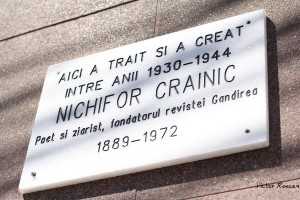 "AICI A TRAIT SI A CREAT"
INTRE ANII 1930-1944
NICHIFOR CRAINIC
Poet si ziarist, fondatorul revistei Gandirea
1889-1972